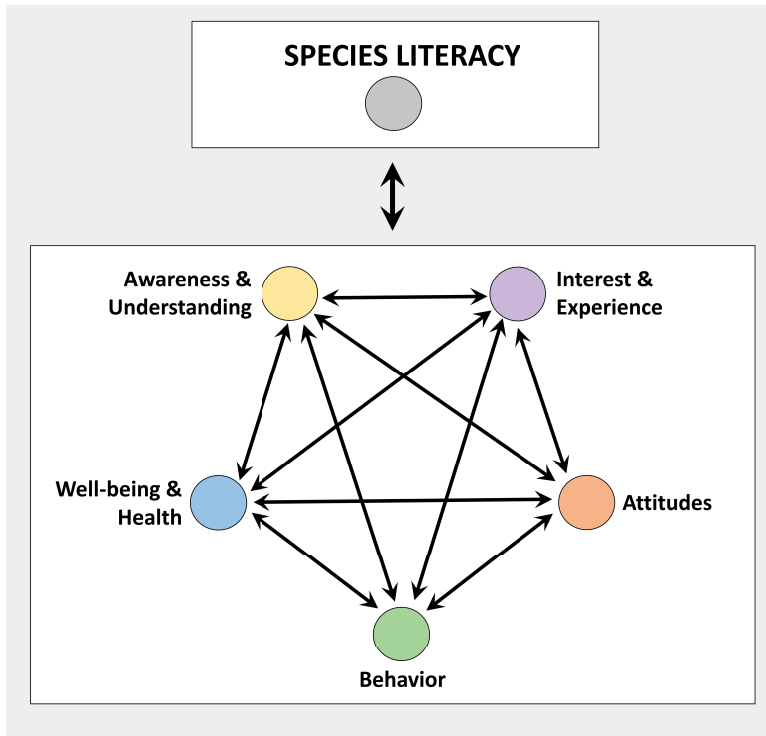 SPECIES LITERACY
Awareness &
Understanding
Interest &
Experience
Well-being &
Health
Attitudes
Behavior